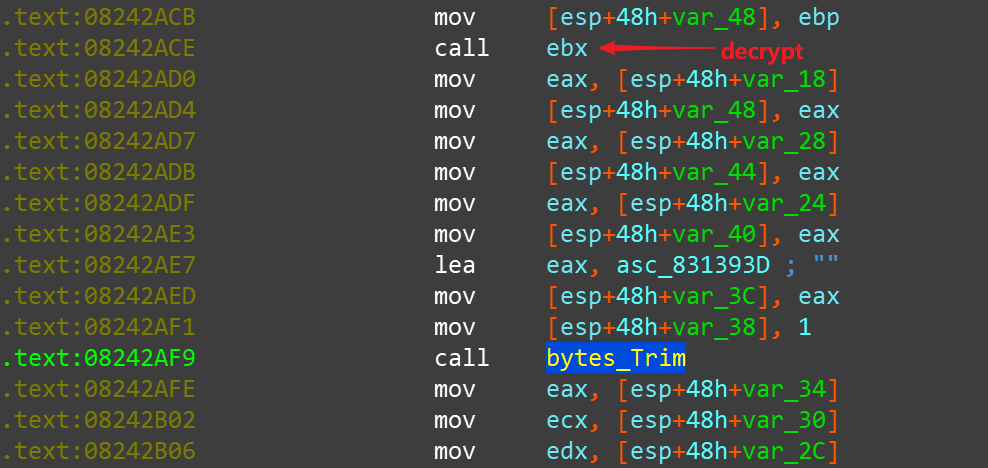 .text:08242ACB mov [esp+48h+var_48], ebp
.text:08242ACE call ebx decrypt
.text:08242AD0 mov eax, [esp+48h+var_18]
.text:08242AD4 mov [esp+48h+var_48], eax
.text:08242AD7 mov eax, [esp+48h+var_28]
.text:08242ADB mov [esp+48h+var_44], eax
.text:08242ADF mov eax, [esp+48h+var_24]
.text:08242AE3 mov [esp+48h+var_40], eax
.text:08242AE7 lea eax, asc_831393D ; ""
.text:08242AED mov [esp+48h+var_3C], eax
.text:08242AF1 mov [esp+48h+var_38], 1
.text:08242AF9 call bytes_Trim
.text:08242AFE mov eax, [esp+48h+var_34]
.text:08242B02 mov ecx, [esp+48h+var_30]
.text:08242B06 mov edx, [esp+48h+var_2C]